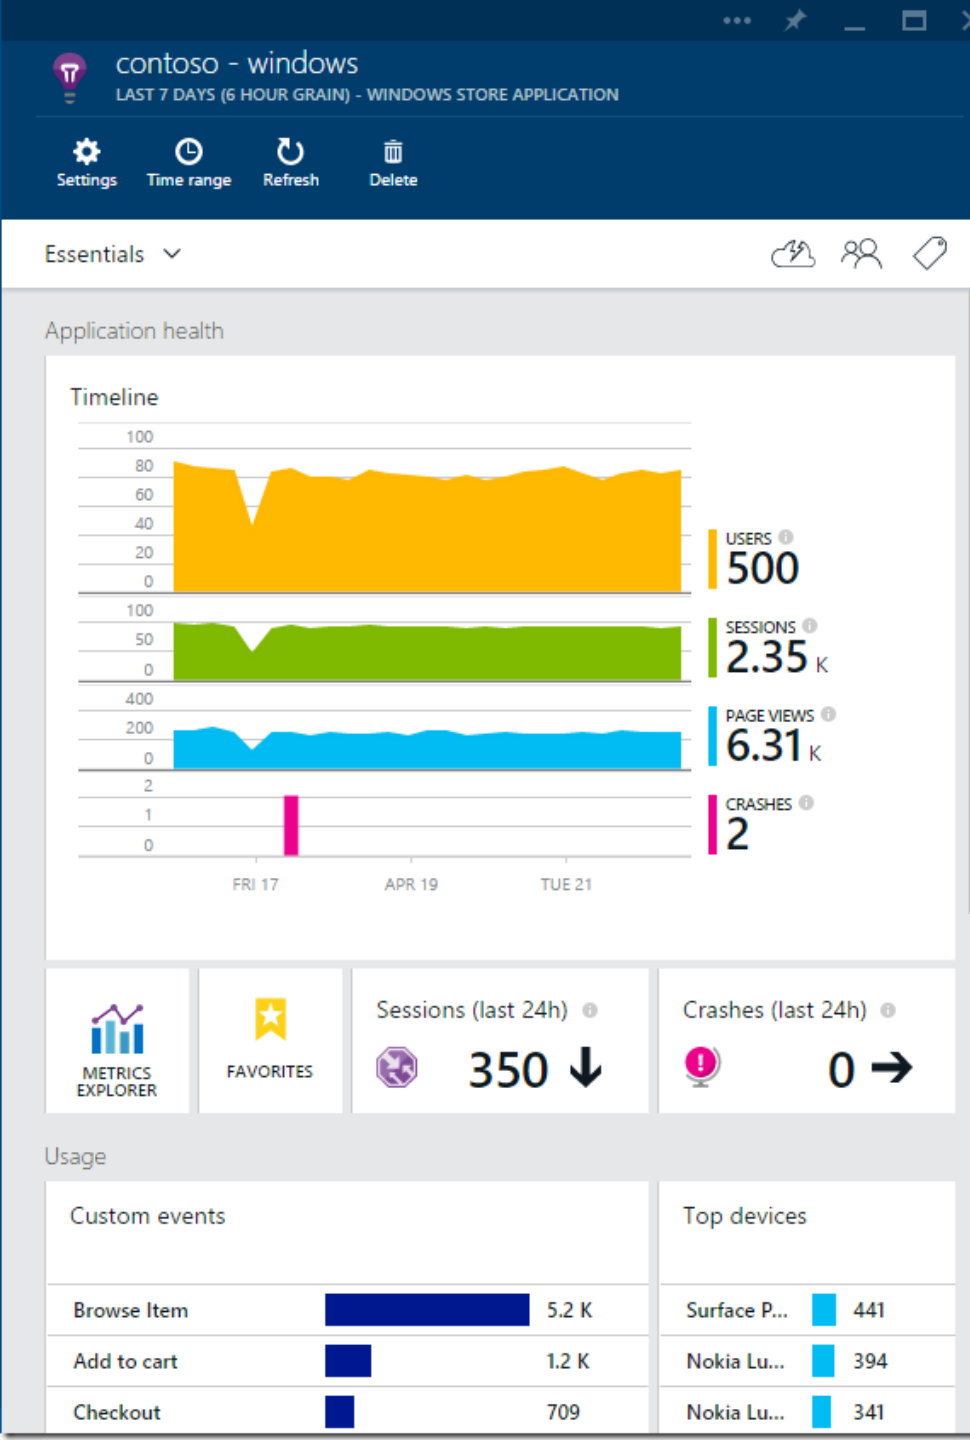 contoso - windows
LAST 7 DAYS (6 HOUR GRAIN) - WINDOWS STORE APPLICATION
Settings
Time range
Refresh
Delete
Essentials
Application health
Timeline
100
80
60
40
20
0
USERS
500
100
50
0
SESSIONS
2.35 K
400
200
0
PAGE VIEWS
6.31 K
2
1
0
CRASHES
2
FRI 17
APR 19
TUE 21
METRICS
EXPLORER
FAVORITES
Sessions (last 24h)
350
Crashes (last 24h)
0
Usage
Custom events
Browse Item 5.2 K
Add to cart 1.2 K
Checkout 709
Top devices
Surface P... 441
Nokia Lu... 394
Nokia Lu... 341